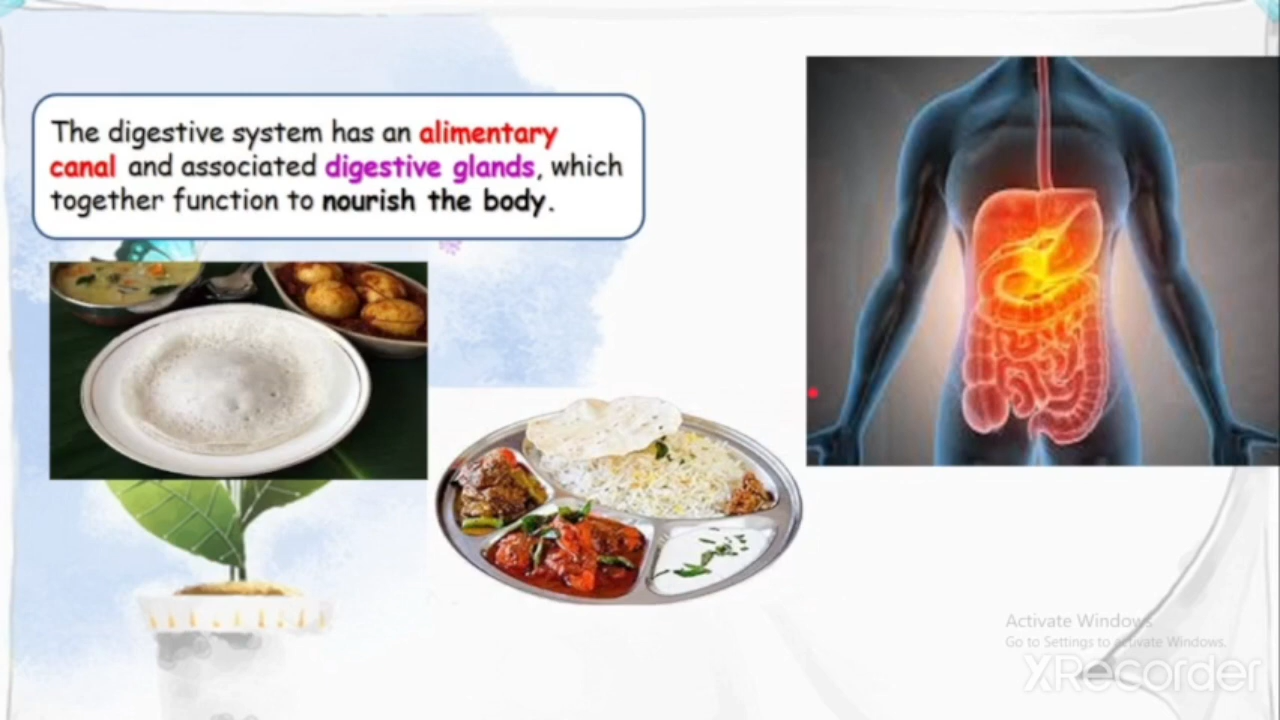 The digestive system has an alimentary
canal and associated digestive glands, which
together function to nourish the body.
Activate Windows
Go to Settings to activate Windows.
XRecorder